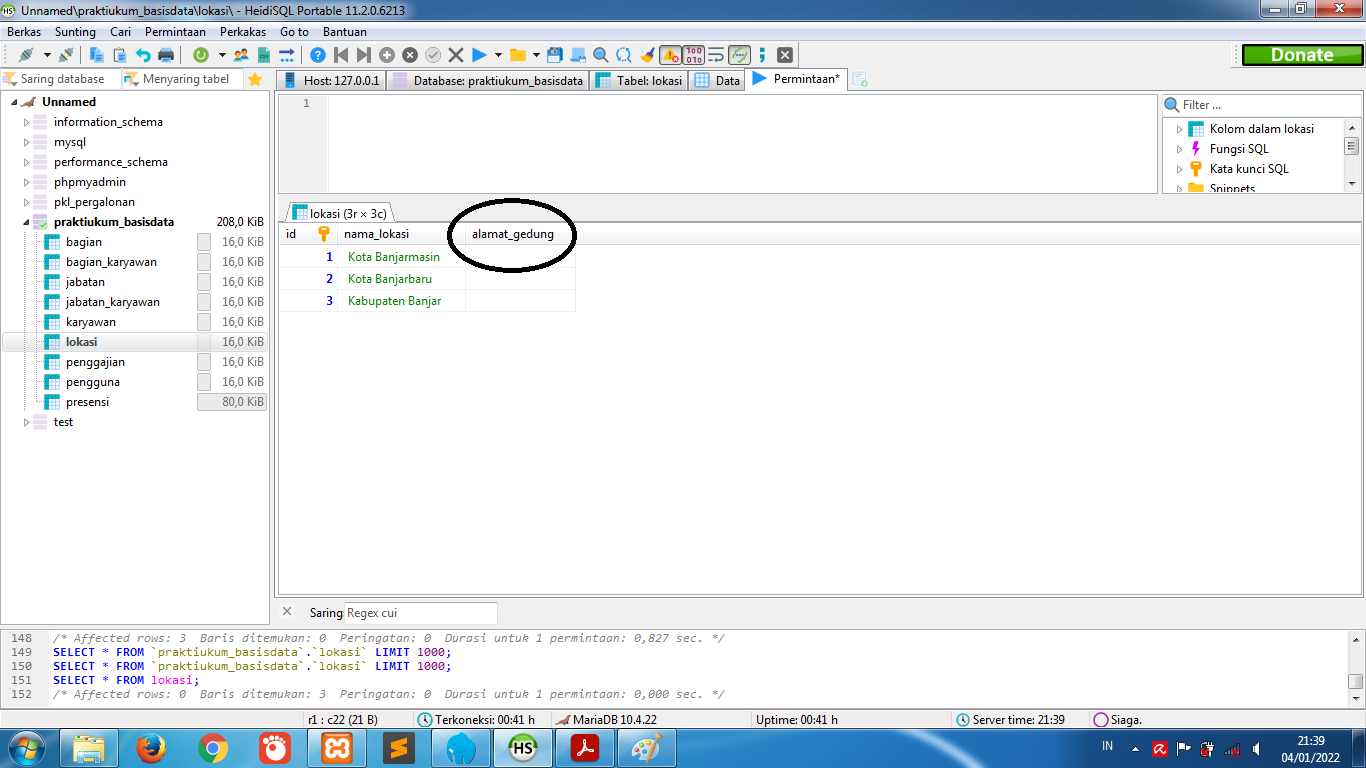 Unnamed\praktiukum_basisdata\lokasi\ - HeidiSQL Portable 11.2.0.6213
Berkas Sunting Cari Permintaan Perkakas Go to Bantuan
Donate
Saring database Menyaring tabel
Host: 127.0.0.1 Database: praktiukum_basisdata Tabel: lokasi Data Permintaan*
Unnamed
information_schema
mysql
performance_schema
phpmyadmin
pkl_pergalonan
praktiukum_basisdata 208,0 KiB
bagian 16,0 KiB
bagian_karyawan 16,0 KiB
jabatan 16,0 KiB
jabatan_karyawan 16,0 KiB
karyawan 16,0 KiB
lokasi 16,0 KiB
penggajian 16,0 KiB
pengguna 16,0 KiB
presensi 80,0 KiB
test
1
Filter ...
Kolom dalam lokasi
Fungsi SQL
Kata kunci SQL
Snippets
lokasi (3r × 3c)
id nama_lokasi alamat_gedung
1 Kota Banjarmasin
2 Kota Banjarbaru
3 Kabupaten Banjar
Saring: Regex cui
148 /* Affected rows: 3 Baris ditemukan: 0 Peringatan: 0 Durasi untuk 1 permintaan: 0,827 sec. */
149 SELECT * FROM `praktiukum_basisdata`.`lokasi` LIMIT 1000;
150 SELECT * FROM `praktiukum_basisdata`.`lokasi` LIMIT 1000;
151 SELECT * FROM lokasi;
152 /* Affected rows: 0 Baris ditemukan: 3 Peringatan: 0 Durasi untuk 1 permintaan: 0,000 sec. */
r1 : c22 (21 B) Terkoneksi: 00:41 h MariaDB 10.4.22 Uptime: 00:41 h Server time: 21:39 Siaga.
IN
21:39
04/01/2022